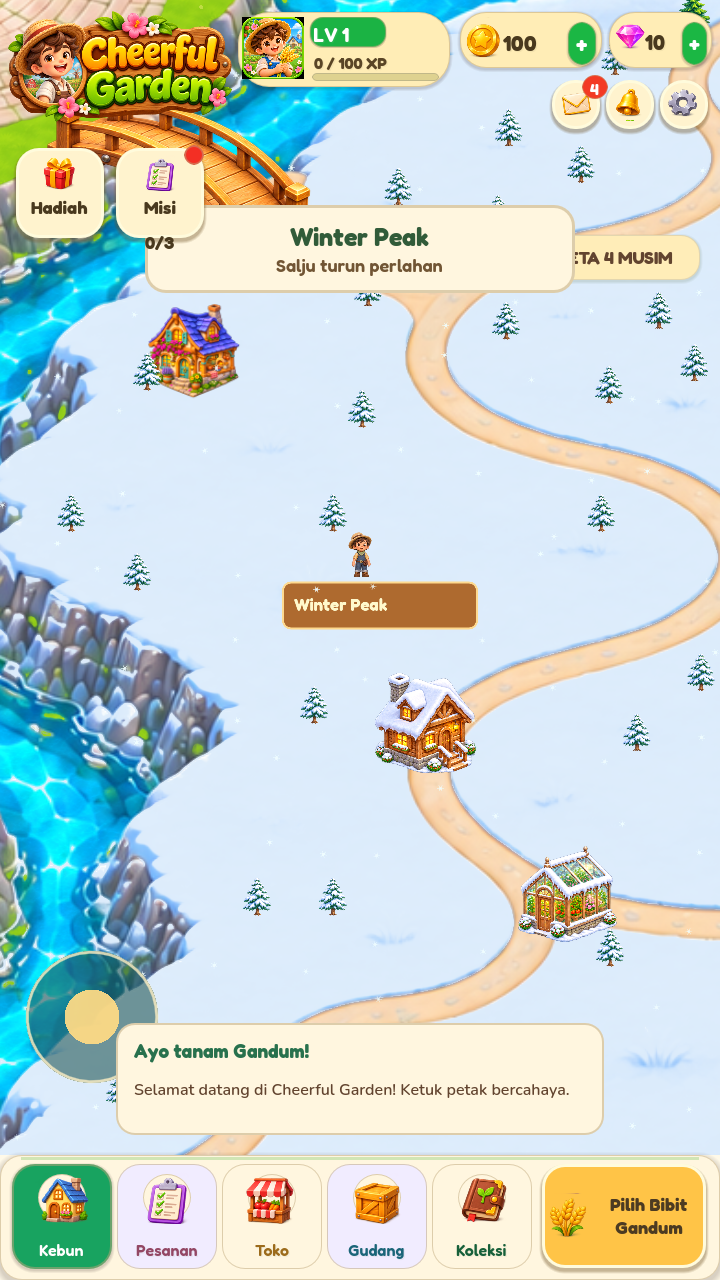 Cheerful
Garden
LV 1
0 / 100 XP
100
+
10
+
4
Hadiah
Misi
0/3
Winter Peak
Salju turun perlahan
ETA 4 MUSIM
Winter Peak
Ayo tanam Gandum!
Selamat datang di Cheerful Garden! Ketuk petak bercahaya.
Kebun
Pesanan
Toko
Gudang
Koleksi
Pilih Bibit
Gandum